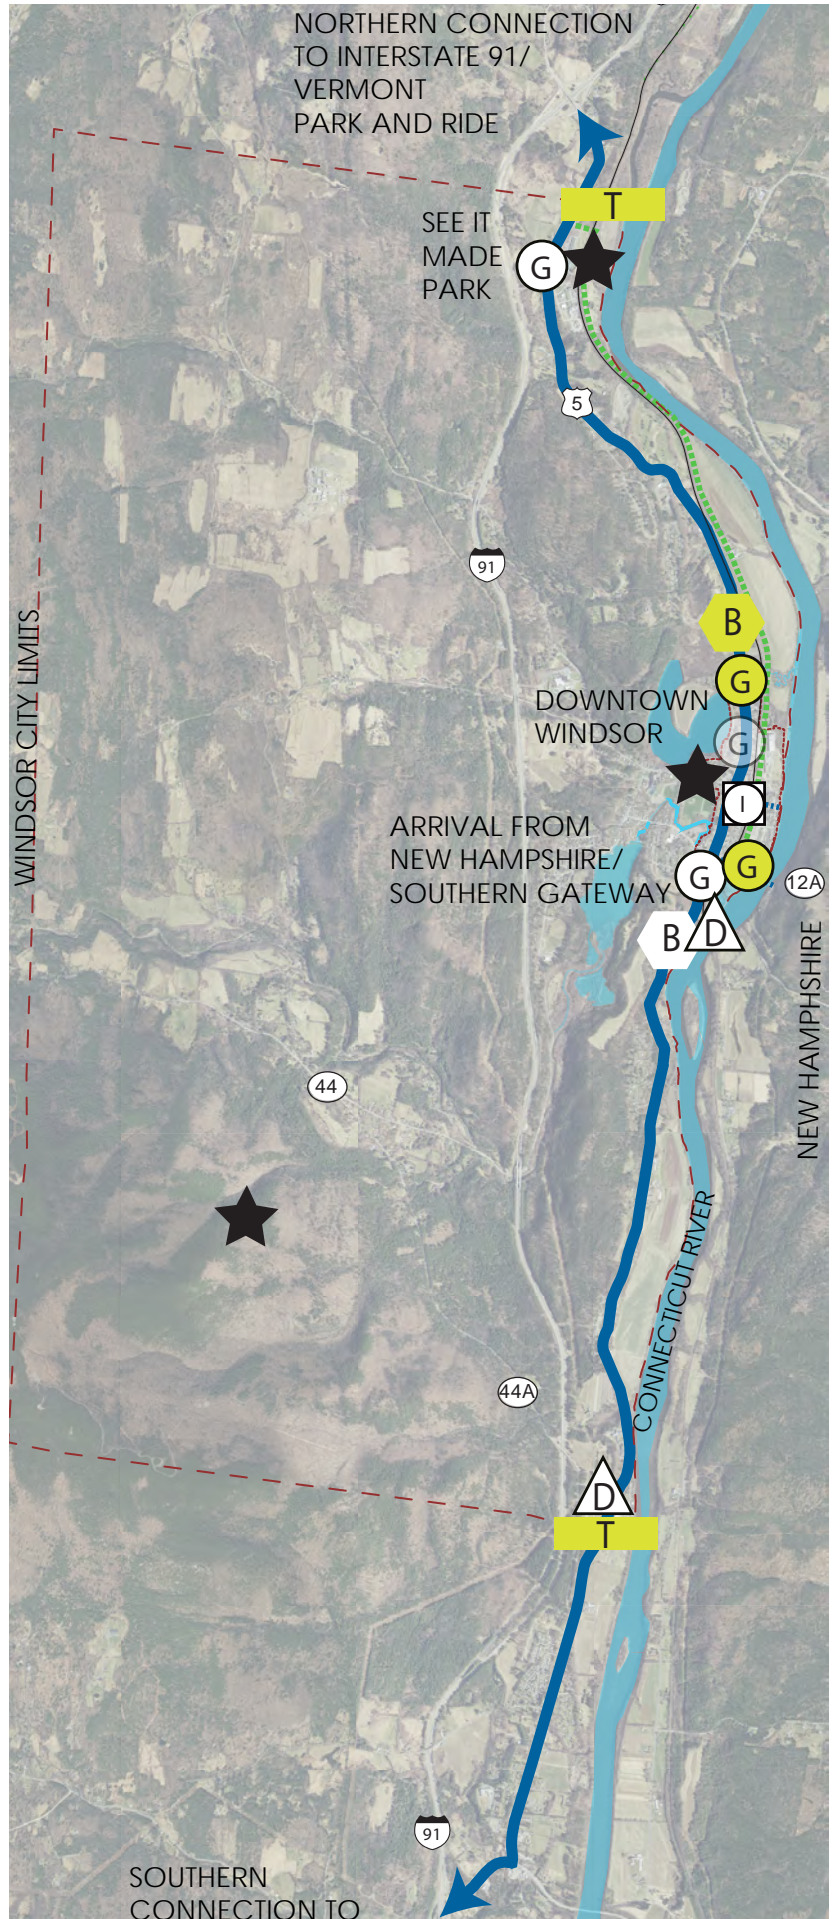 NORTHERN CONNECTION
TO INTERSTATE 91/
VERMONT
PARK AND RIDE
T
SEE IT
MADE
PARK
G
5
91
B
WINDSOR CITY LIMITS
G
DOWNTOWN
WINDSOR
G
I
ARRIVAL FROM
NEW HAMPSHIRE/
SOUTHERN GATEWAY
G
G
12A
B
D
NEW HAMPHSHIRE
44
CONNECTICUT RIVER
44A
D
T
91
SOUTHERN
CONNECTION TO